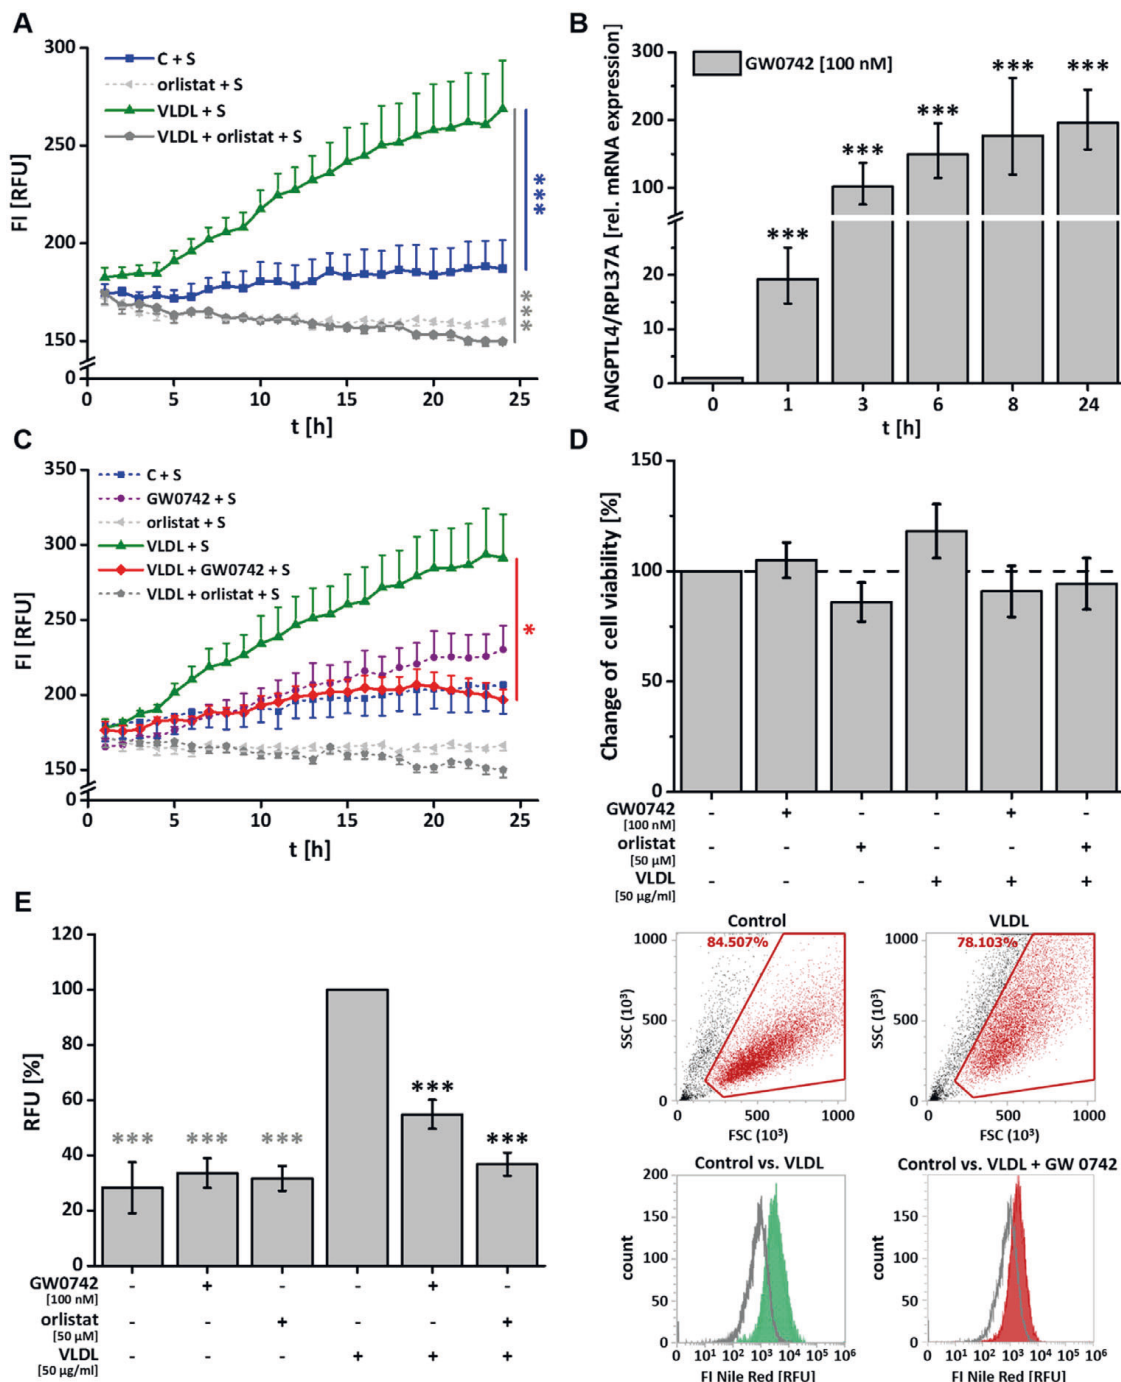 A
FI [RFU]
300
250
200
150
0
C + S
orlistat + S
VLDL + S
VLDL + orlistat + S
***
***
0 5 10 15 20 25
t [h]
B
ANGPTL4/RPL37A [rel. mRNA expression]
300
200
100
20
10
0
GW0742 [100 nM]
*** *** *** *** ***
0 1 3 6 8 24
t [h]
C
FI [RFU]
350
300
250
200
150
0
C + S
GW0742 + S
orlistat + S
VLDL + S
VLDL + GW0742 + S
VLDL + orlistat + S
*
0 5 10 15 20 25
t [h]
D
Change of cell viability [%]
150
100
50
0
GW0742 - + - - + -
[100 nM]
orlistat - - + - - +
[50 µM]
VLDL - - - + + +
[50 µg/ml]
E
RFU [%]
120
100
80
60
40
20
0
*** *** *** *** ***
GW0742 - + - - + -
[100 nM]
orlistat - - + - - +
[50 µM]
VLDL - - - + + +
[50 µg/ml]
Control
84.507%
SSC (10³)
1000
500
0
0 500 1000
FSC (10³)
VLDL
78.103%
SSC (10³)
1000
500
0
0 500 1000
FSC (10³)
Control vs. VLDL
count
200
150
100
50
0
0 10¹ 10² 10³ 10⁴ 10⁵ 10⁶
FI Nile Red [RFU]
Control vs. VLDL + GW 0742
count
200
150
100
50
0
0 10¹ 10² 10³ 10⁴ 10⁵ 10⁶
FI Nile Red [RFU]